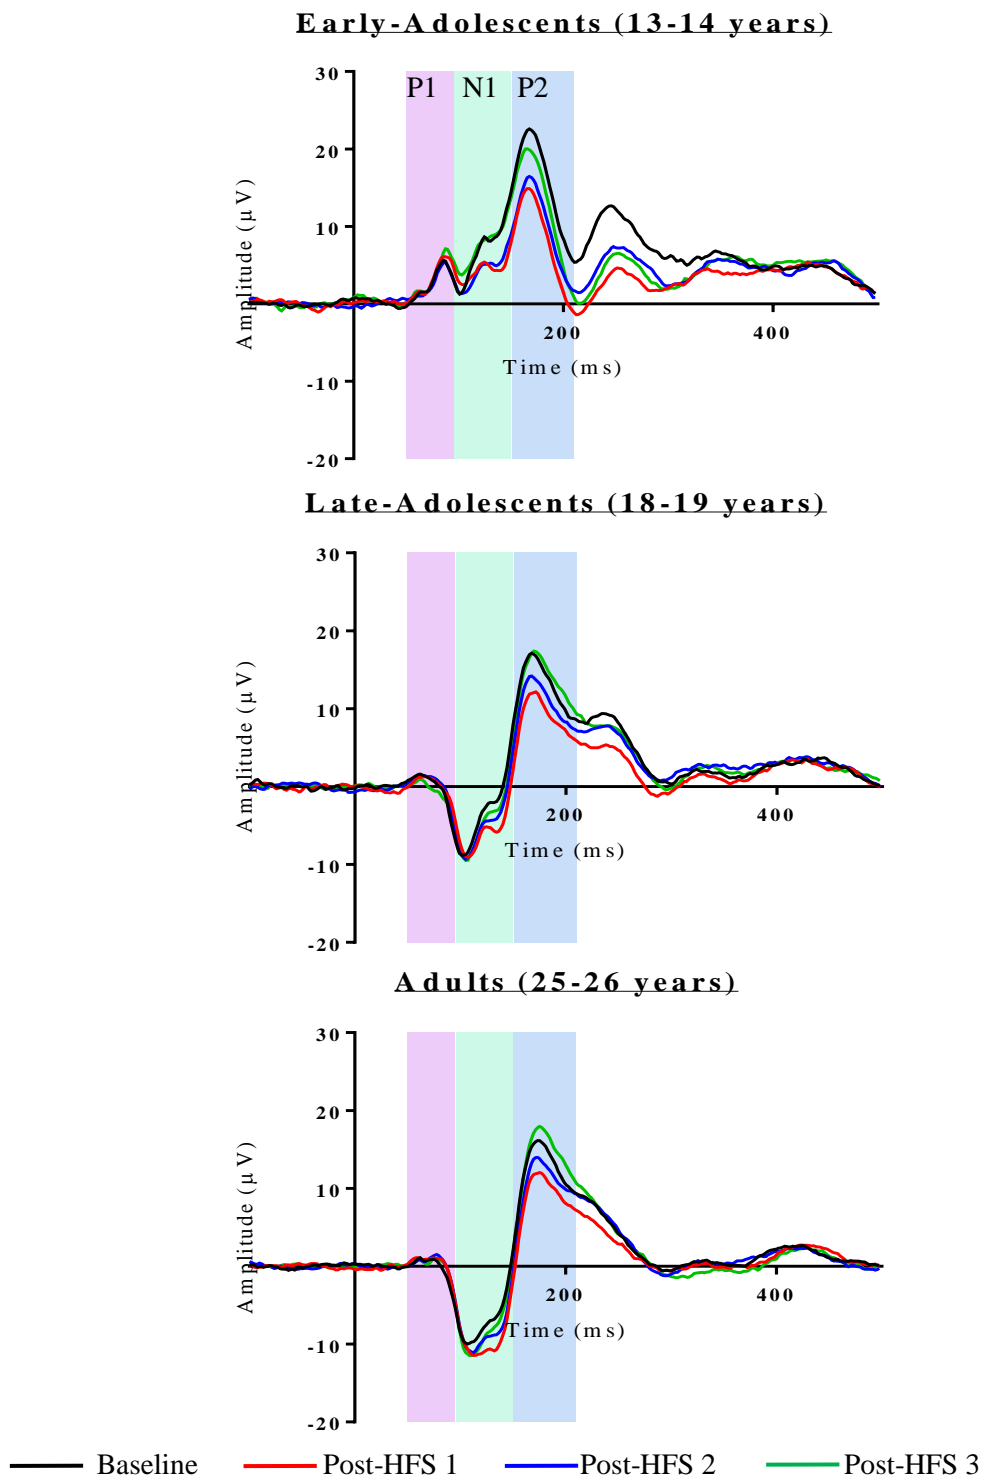 Early-Adolescents (13-14 years)
30
P1 N1 P2
20
10
-10
-20
Amplitude (µV)
200 400
Time (ms)
Late-Adolescents (18-19 years)
30
20
10
-10
-20
Amplitude (µV)
200 400
Time (ms)
Adults (25-26 years)
30
20
10
-10
-20
Amplitude (µV)
200 400
Time (ms)
Baseline Post-HFS 1 Post-HFS 2 Post-HFS 3